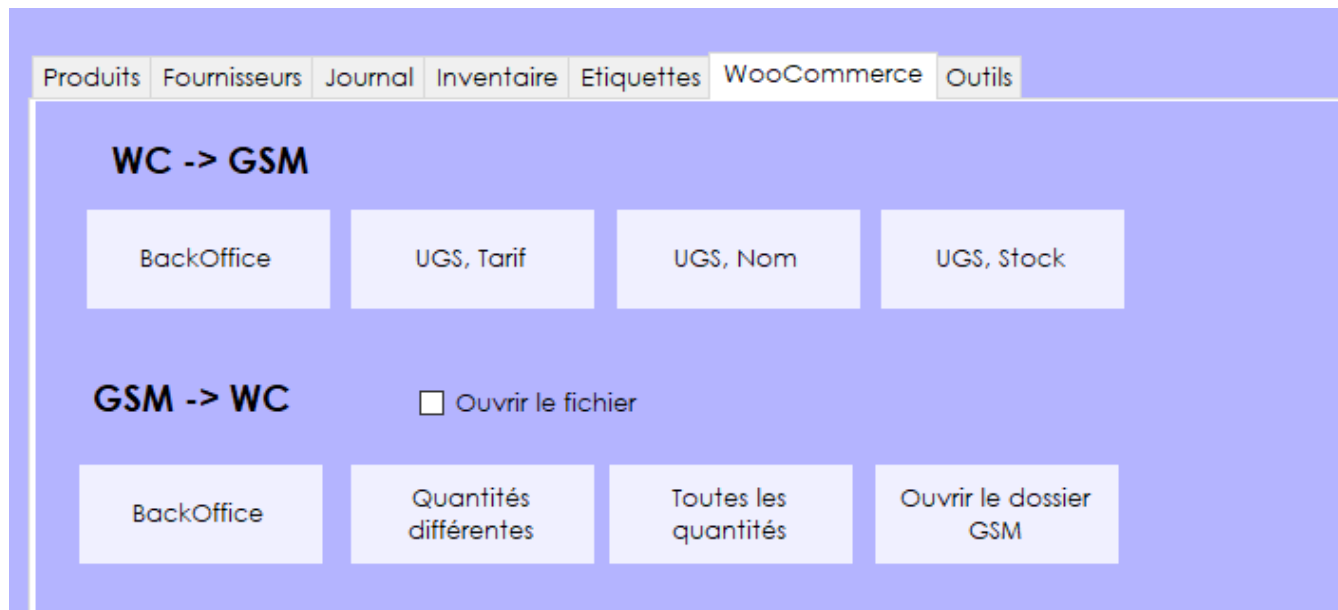 Produits Fournisseurs Journal Inventaire Etiquettes WooCommerce Outils
WC -> GSM
BackOffice UGS, Tarif UGS, Nom UGS, Stock
GSM -> WC Ouvrir le fichier
BackOffice Quantités différentes Toutes les quantités Ouvrir le dossier GSM